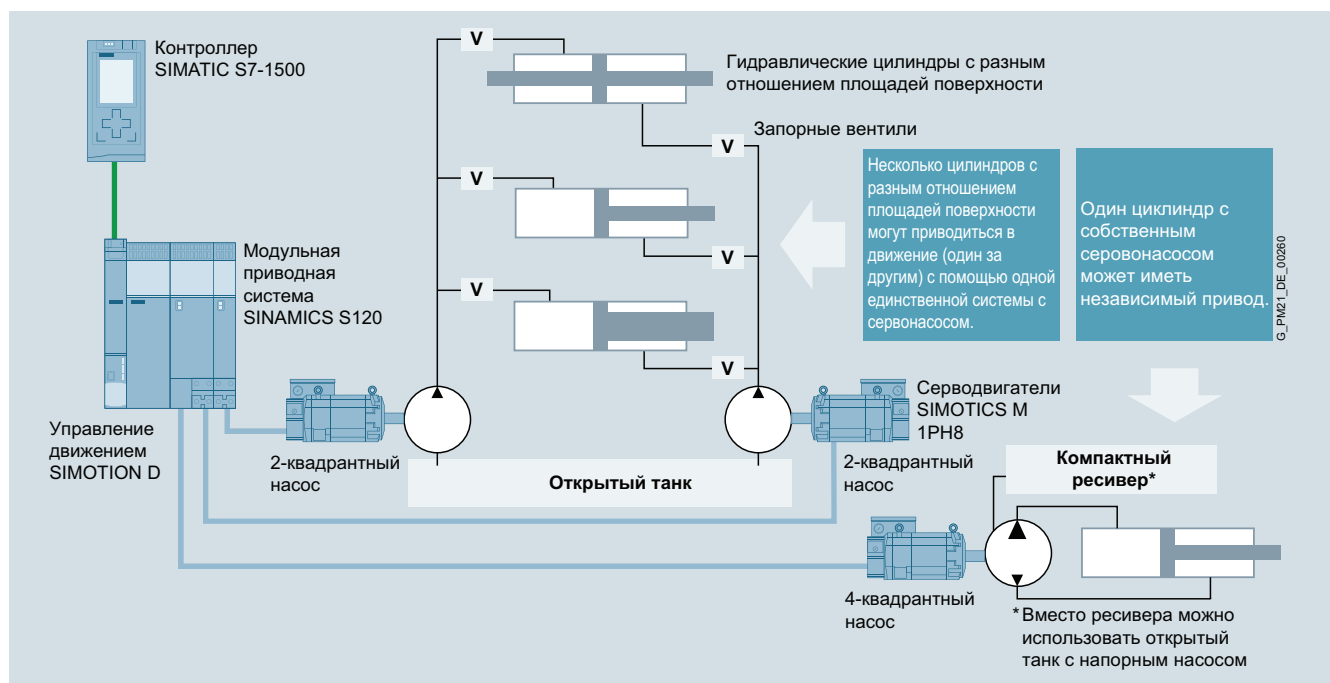 Контроллер
SIMATIC S7-1500
V
Гидравлические цилиндры с разным
отношением площадей поверхности
Запорные вентили
V
V
V
V
V
Несколько цилиндров с
разным отношением
площадей поверхности
могут приводиться в
движение (один за
другим) с помощью одной
единственной системы с
сервонасосом.
Один циклиндр с
собственным
серовонасосом
может иметь
независимый привод.
G_PM21_DE_00260
Модульная
приводная
система
SINAMICS S120
Управление
движением
SIMOTION D
2-квадрантный
насос
Открытый танк
Серводвигатели
SIMOTICS M
1PH8
2-квадрантный
насос
Компактный
ресивер*
4-квадрантный
насос
* Вместо ресивера можно
использовать открытый
танк с напорным насосом